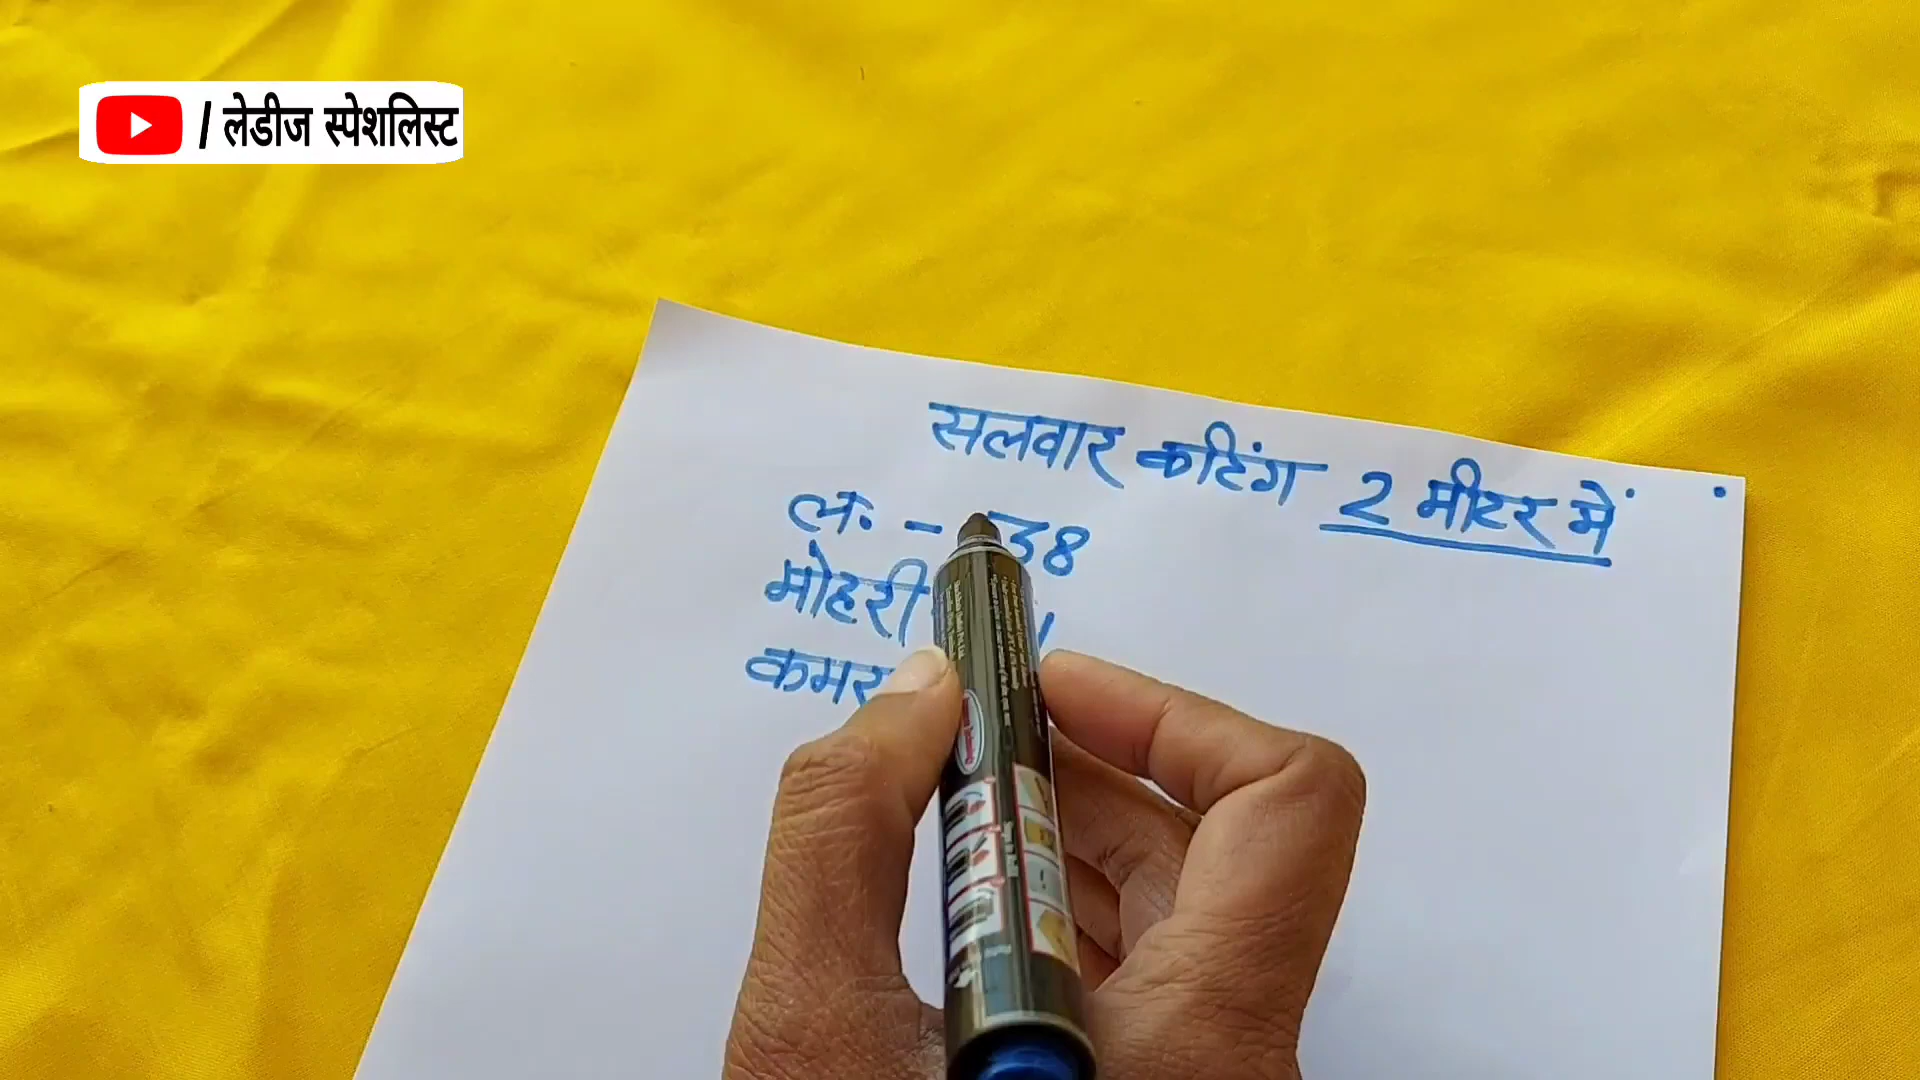 / लेडीज स्पेशलिस्ट
सलवार कटिंग 2 मीटर में
लं. - 38
मोहरी
कमर